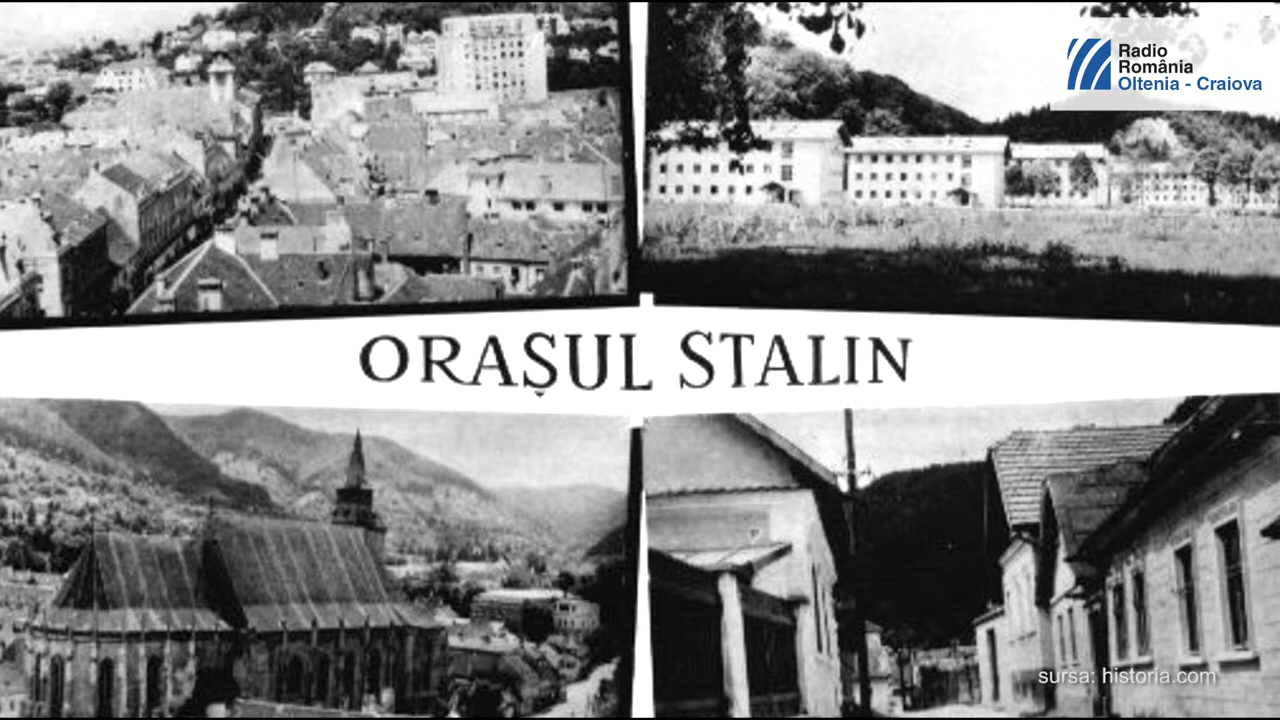 Radio
România
Oltenia - Craiova
ORAȘUL STALIN
sursa: historia.com